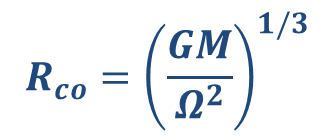 R_co = (GM/Ω²)^1/3